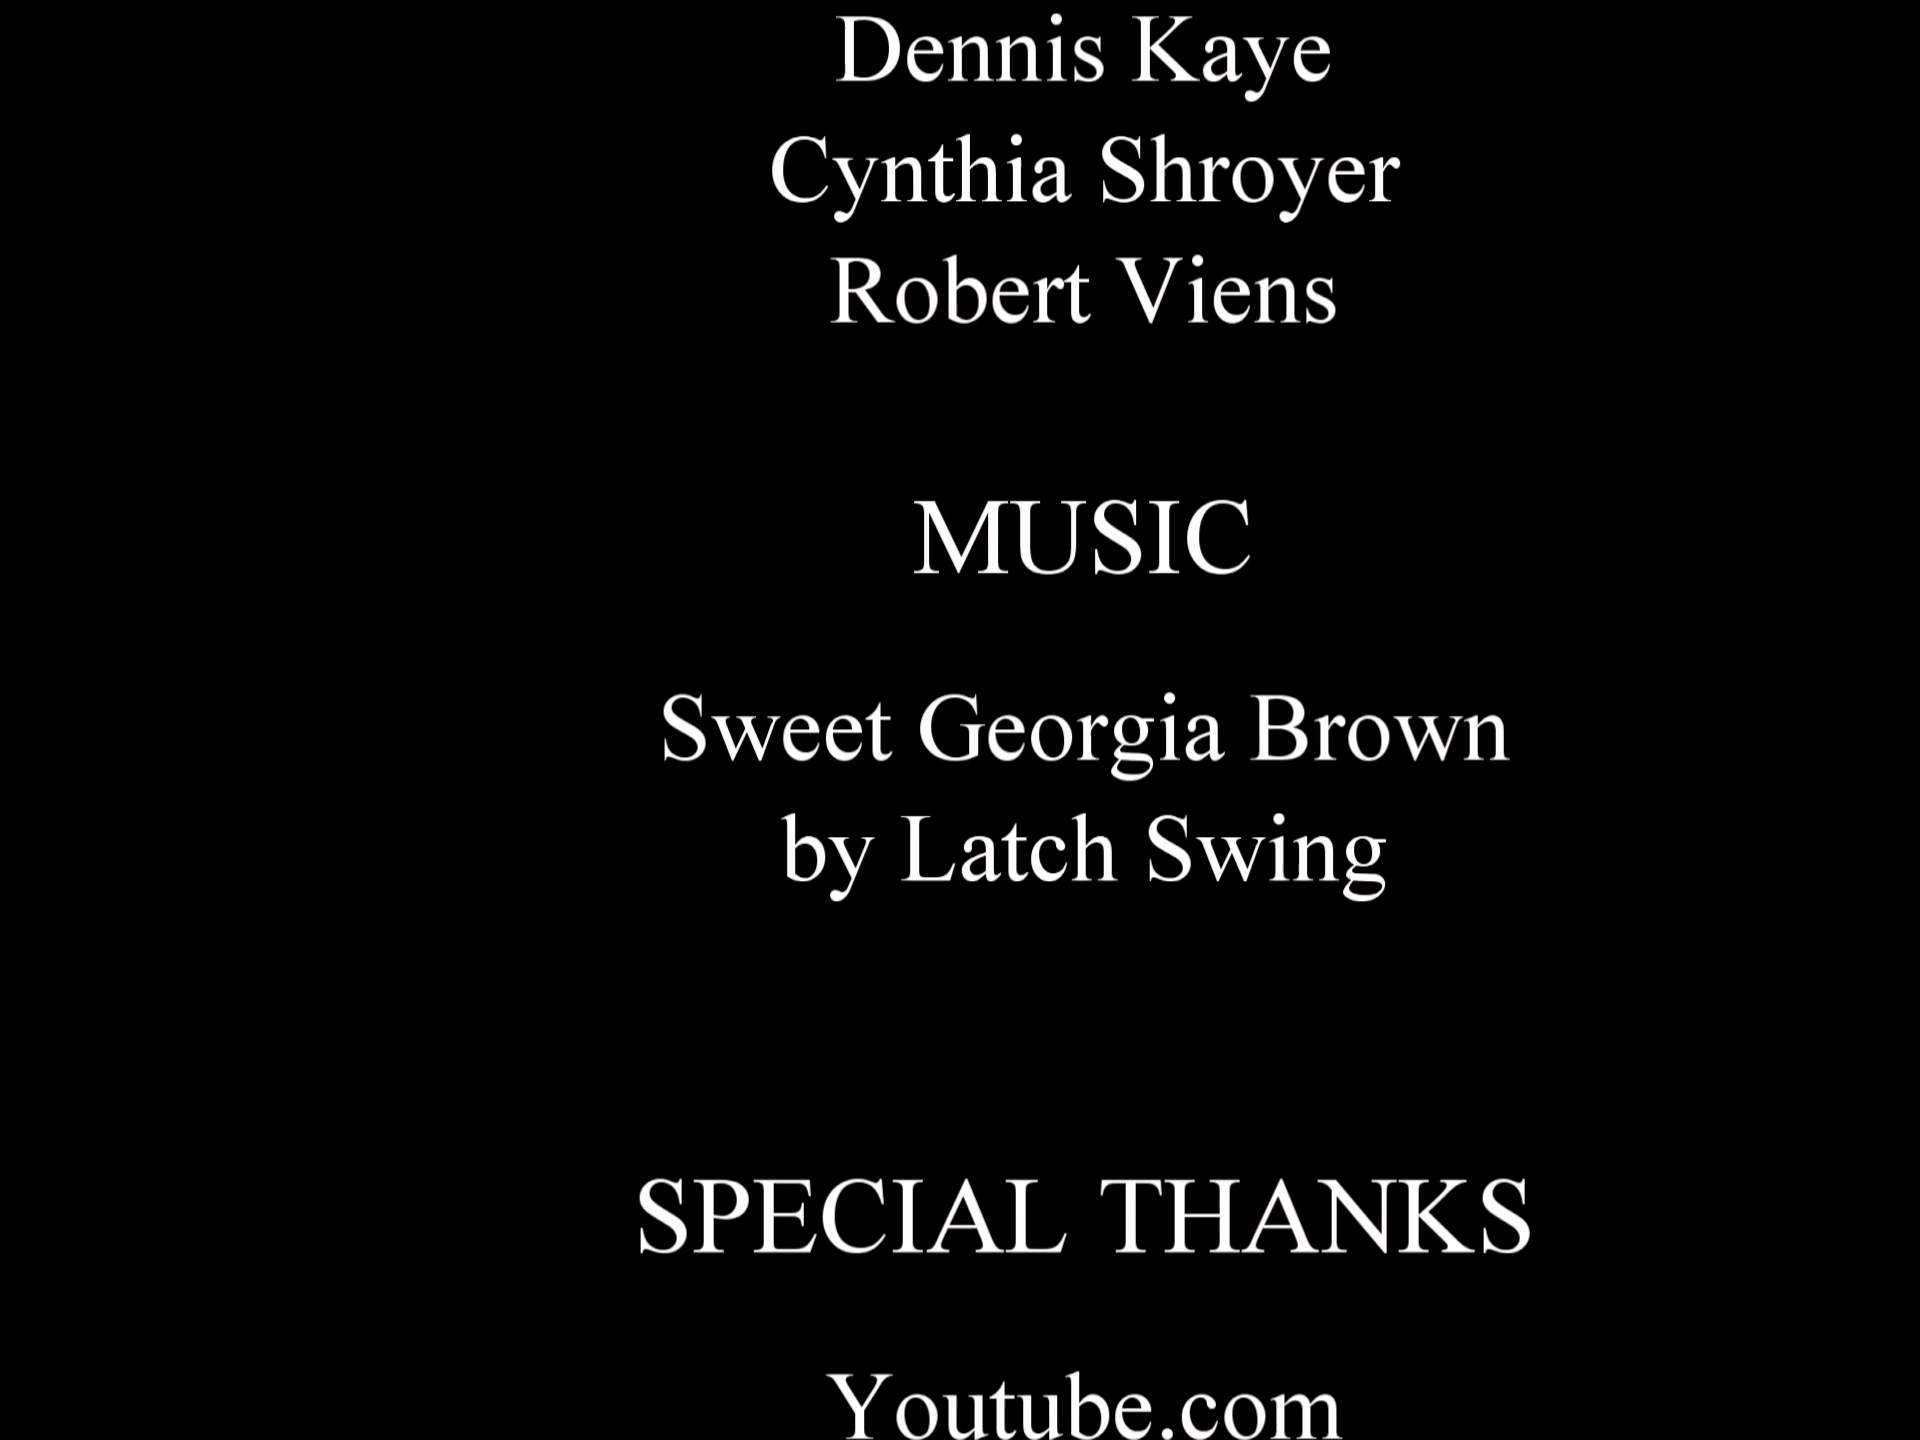 Dennis Kaye
Cynthia Shroyer
Robert Viens
MUSIC
Sweet Georgia Brown
by Latch Swing
SPECIAL THANKS
Youtube.com